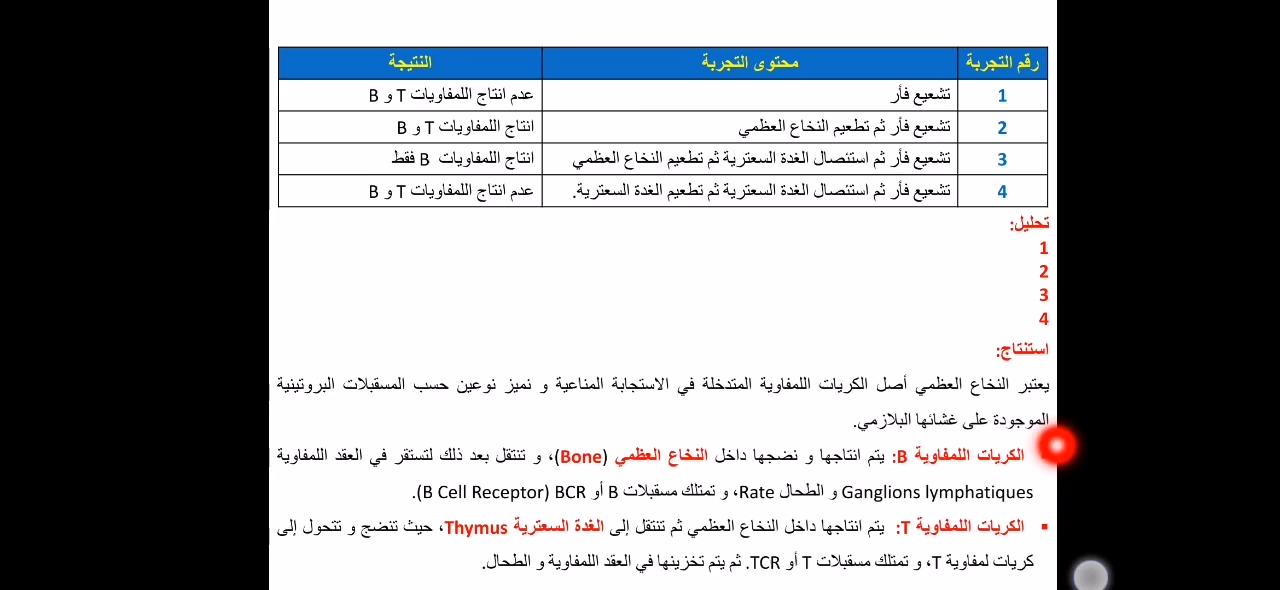 رقم التجربة محتوى التجربة النتيجة
1 تشعيع فأر عدم انتاج اللمفاويات T و B
2 تشعيع فأر ثم تطعيم النخاع العظمي انتاج اللمفاويات T و B
3 تشعيع فأر ثم استئصال الغدة السعترية ثم تطعيم النخاع العظمي انتاج اللمفاويات B فقط
4 تشعيع فأر ثم استئصال الغدة السعترية ثم تطعيم الغدة السعترية. عدم انتاج اللمفاويات T و B
تحليل:
1
2
3
4
استنتاج:
يعتبر النخاع العظمي أصل الكريات اللمفاوية المتدخلة في الاستجابة المناعية و نميز نوعين حسب المسقبلات البروتينية
الموجودة على غشائها البلازمي.
الكريات اللمفاوية B: يتم انتاجها و نضجها داخل النخاع العظمي (Bone)، و تنتقل بعد ذلك لتستقر في العقد اللمفاوية
Ganglions lymphatiques و الطحال Rate، و تمتلك مسقبلات B أو BCR (B Cell Receptor).
▪ الكريات اللمفاوية T: يتم انتاجها داخل النخاع العظمي ثم تنتقل إلى الغدة السعترية Thymus، حيث تنضج و تتحول إلى
كريات لمفاوية T، و تمتلك مسقبلات T أو TCR. ثم يتم تخزينها في العقد اللمفاوية و الطحال.